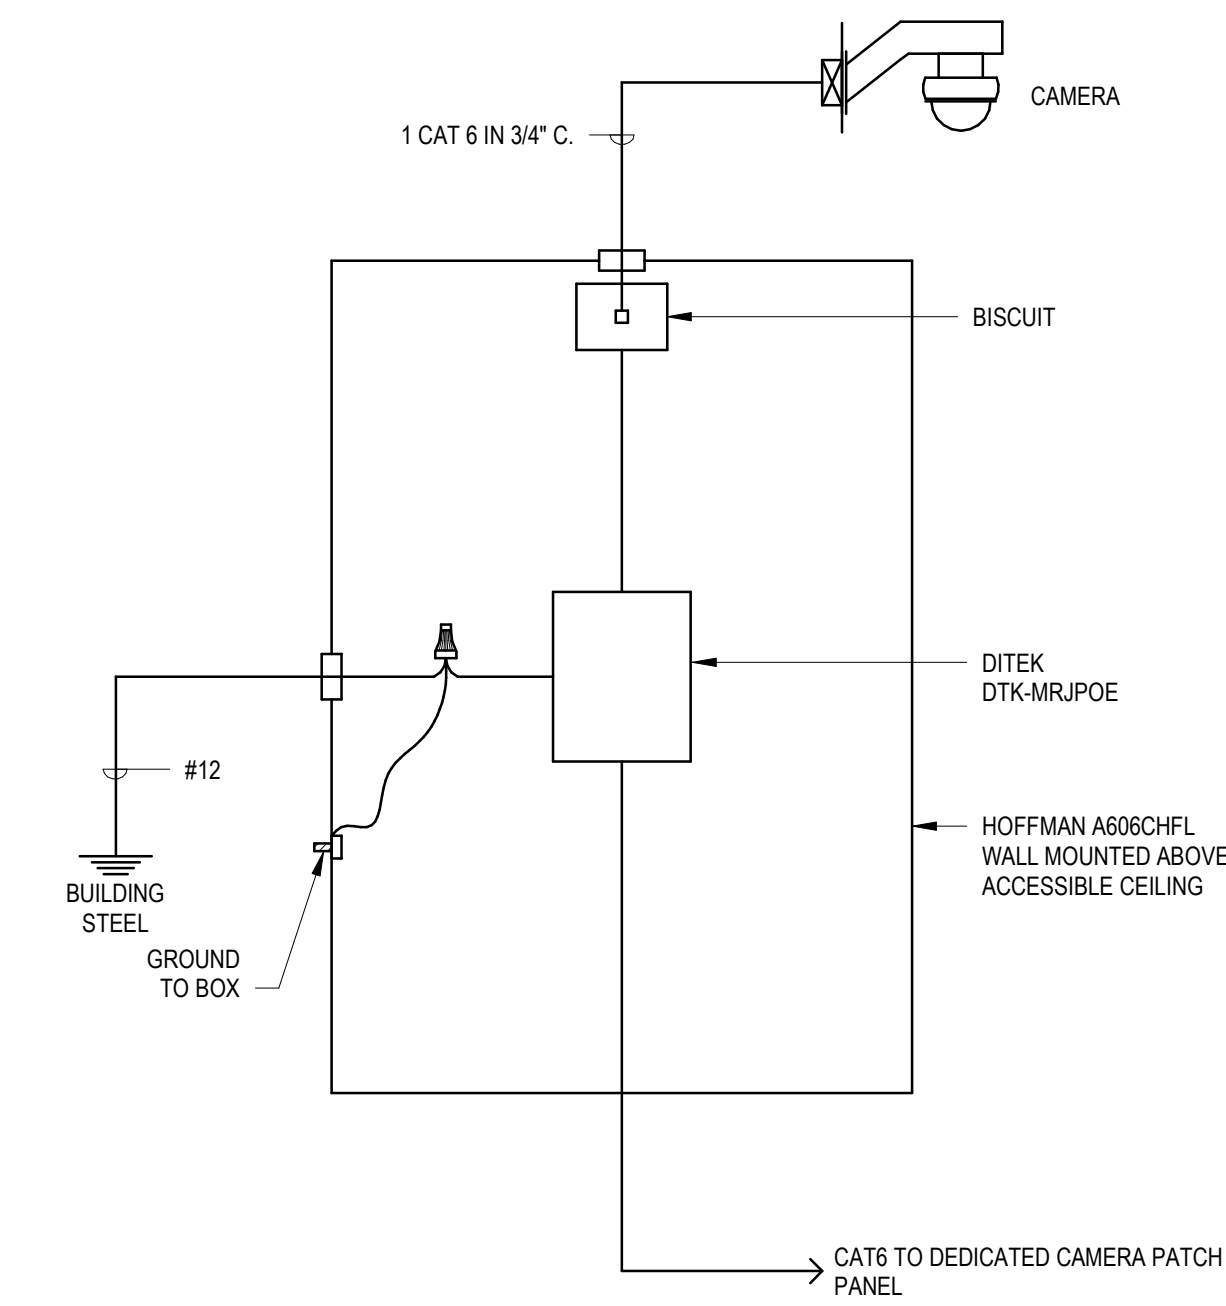 CAMERA
1 CAT 6 IN 3/4" C.
BISCUIT
DITEK
DTK-MRJPOE
#12
HOFFMAN A606CHFL
WALL MOUNTED ABOVE
ACCESSIBLE CEILING
BUILDING
STEEL
GROUND
TO BOX
CAT6 TO DEDICATED CAMERA PATCH
PANEL